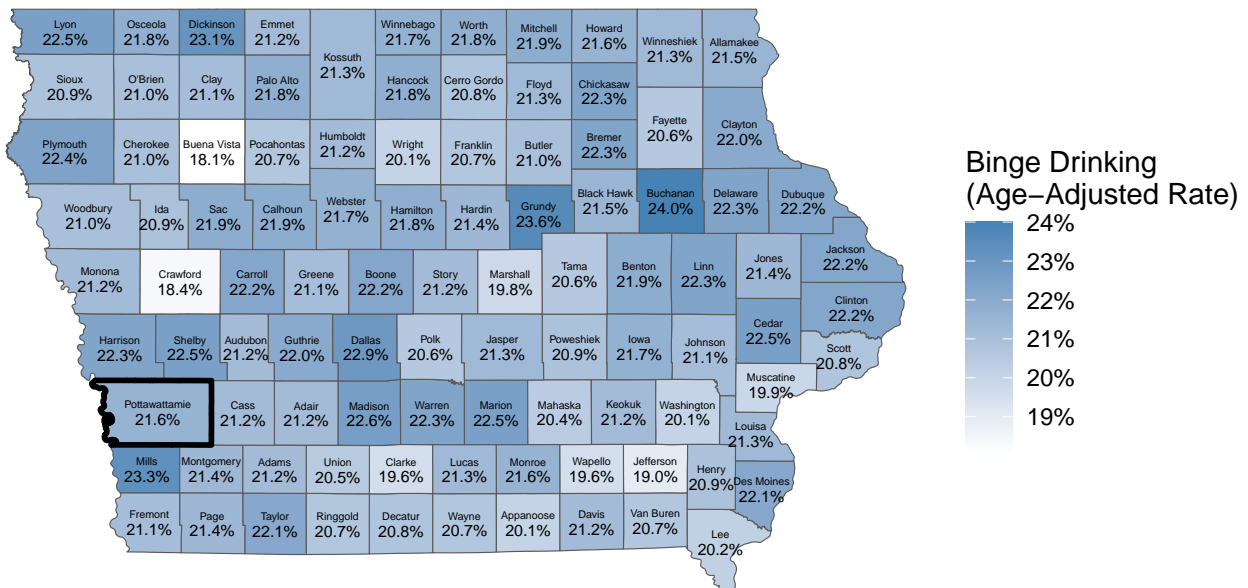 Lyon
22.5%
Osceola
21.8%
Dickinson
23.1%
Emmet
21.2%
Kossuth
21.3%
Winnebago
21.7%
Worth
21.8%
Mitchell
21.9%
Howard
21.6%
Winneshiek
21.3%
Allamakee
21.5%
Sioux
20.9%
O'Brien
21.0%
Clay
21.1%
Palo Alto
21.8%
Hancock
21.8%
Cerro Gordo
20.8%
Floyd
21.3%
Chickasaw
22.3%
Fayette
20.6%
Clayton
22.0%
Plymouth
22.4%
Cherokee
21.0%
Buena Vista
18.1%
Pocahontas
20.7%
Humboldt
21.2%
Wright
20.1%
Franklin
20.7%
Butler
21.0%
Bremer
22.3%
Woodbury
21.0%
Ida
20.9%
Sac
21.9%
Calhoun
21.9%
Webster
21.7%
Hamilton
21.8%
Hardin
21.4%
Grundy
23.6%
Black Hawk
21.5%
Buchanan
24.0%
Delaware
22.3%
Dubuque
22.2%
Monona
21.2%
Crawford
18.4%
Carroll
22.2%
Greene
21.1%
Boone
22.2%
Story
21.2%
Marshall
19.8%
Tama
20.6%
Benton
21.9%
Linn
22.3%
Jones
21.4%
Jackson
22.2%
Clinton
22.2%
Harrison
22.3%
Shelby
22.5%
Audubon
21.2%
Guthrie
22.0%
Dallas
22.9%
Polk
20.6%
Jasper
21.3%
Poweshiek
20.9%
Iowa
21.7%
Johnson
21.1%
Cedar
22.5%
Scott
20.8%
Muscatine
19.9%
Pottawattamie
21.6%
Cass
21.2%
Adair
21.2%
Madison
22.6%
Warren
22.3%
Marion
22.5%
Mahaska
20.4%
Keokuk
21.2%
Washington
20.1%
Louisa
21.3%
Mills
23.3%
Montgomery
21.4%
Adams
21.2%
Union
20.5%
Clarke
19.6%
Lucas
21.3%
Monroe
21.6%
Wapello
19.6%
Jefferson
19.0%
Henry
20.9%
Des Moines
22.1%
Fremont
21.1%
Page
21.4%
Taylor
22.1%
Ringgold
20.7%
Decatur
20.8%
Wayne
20.7%
Appanoose
20.1%
Davis
21.2%
Van Buren
20.7%
Lee
20.2%
Binge Drinking
(Age−Adjusted Rate)
24%
23%
22%
21%
20%
19%